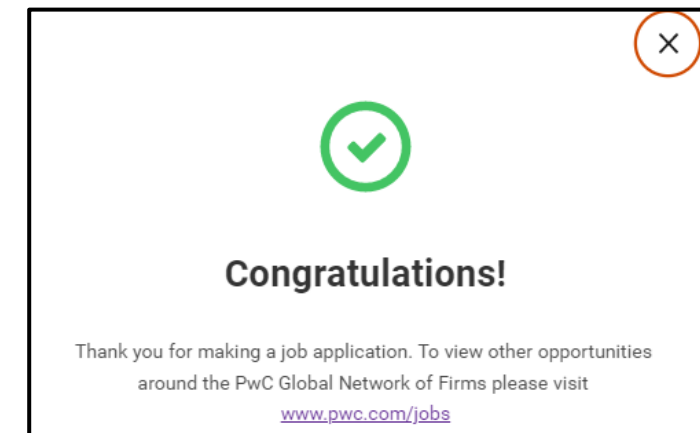 Congratulations!
Thank you for making a job application. To view other opportunities
around the PwC Global Network of Firms please visit
www.pwc.com/jobs